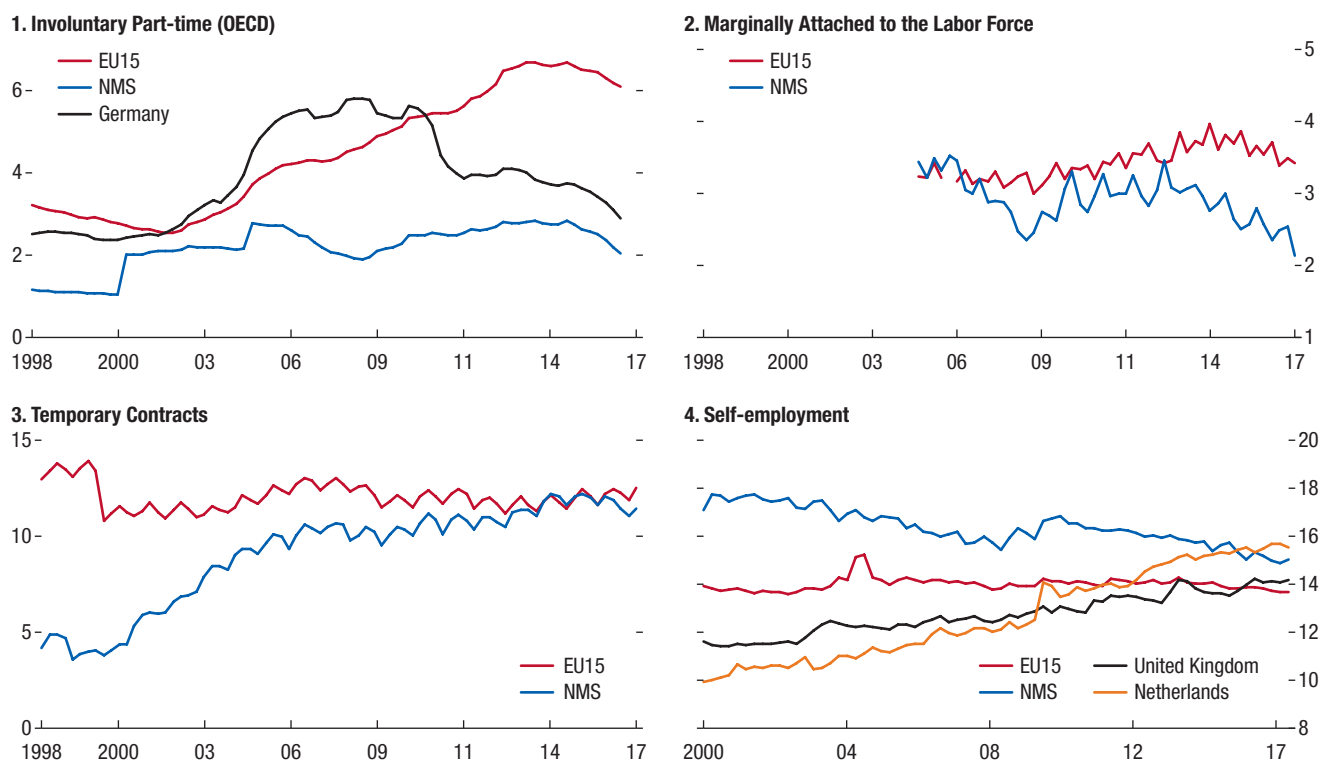 1. Involuntary Part-time (OECD)
EU15
NMS
Germany
6
4
2
0
1998 2000 03 06 09 11 14 17
2. Marginally Attached to the Labor Force
EU15
NMS
5
4
3
2
1
1998 2000 03 06 09 11 14 17
3. Temporary Contracts
15
10
5
0
EU15
NMS
1998 2000 03 06 09 11 14 17
4. Self-employment
20
18
16
14
12
10
8
EU15 United Kingdom
NMS Netherlands
2000 04 08 12 17